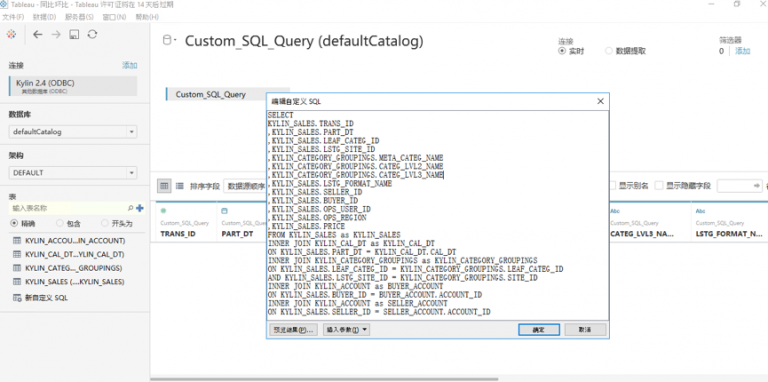 Tableau - 同比环比 - Tableau 许可证将在 14 天后过期
文件(F) 数据(D) 服务器(S) 窗口(N) 帮助(H)
连接 添加
Kylin 2.4 (ODBC)
其他数据库 (ODBC)
数据库
defaultCatalog
架构
DEFAULT
表
输入表名称
精确 包含 开头为
KYLIN_ACCOU...IN_ACCOUNT)
KYLIN_CAL_DT...YLIN_CAL_DT)
KYLIN_CATEG..._GROUPINGS)
KYLIN_SALES (....KYLIN_SALES)
新自定义 SQL
Custom_SQL_Query (defaultCatalog)
连接
实时 数据提取
筛选器
0 添加
Custom_SQL_Query
编辑自定义 SQL
SELECT
KYLIN_SALES.TRANS_ID
,KYLIN_SALES.PART_DT
,KYLIN_SALES.LEAF_CATEG_ID
,KYLIN_SALES.LSTG_SITE_ID
,KYLIN_CATEGORY_GROUPINGS.META_CATEG_NAME
,KYLIN_CATEGORY_GROUPINGS.CATEG_LVL2_NAME
,KYLIN_CATEGORY_GROUPINGS.CATEG_LVL3_NAME
,KYLIN_SALES.LSTG_FORMAT_NAME
,KYLIN_SALES.SELLER_ID
,KYLIN_SALES.BUYER_ID
,KYLIN_SALES.OPS_USER_ID
,KYLIN_SALES.OPS_REGION
,KYLIN_SALES.PRICE
FROM KYLIN_SALES as KYLIN_SALES
INNER JOIN KYLIN_CAL_DT as KYLIN_CAL_DT
ON KYLIN_SALES.PART_DT = KYLIN_CAL_DT.CAL_DT
INNER JOIN KYLIN_CATEGORY_GROUPINGS as KYLIN_CATEGORY_GROUPINGS
ON KYLIN_SALES.LEAF_CATEG_ID = KYLIN_CATEGORY_GROUPINGS.LEAF_CATEG_ID
AND KYLIN_SALES.LSTG_SITE_ID = KYLIN_CATEGORY_GROUPINGS.SITE_ID
INNER JOIN KYLIN_ACCOUNT as BUYER_ACCOUNT
ON KYLIN_SALES.BUYER_ID = BUYER_ACCOUNT.ACCOUNT_ID
INNER JOIN KYLIN_ACCOUNT as SELLER_ACCOUNT
ON KYLIN_SALES.SELLER_ID = SELLER_ACCOUNT.ACCOUNT_ID
预览结果(P)... 插入参数(I) 确定 取消
排序字段 数据源顺序 显示别名 显示隐藏字段
Abc Abc
Custom_SQL_Query Custom_SQL_Query Custom_SQL_Query Custom_SQL_Query
TRANS_ID PART_DT CATEG_LVL3_NA... LSTG_FORMAT_N...